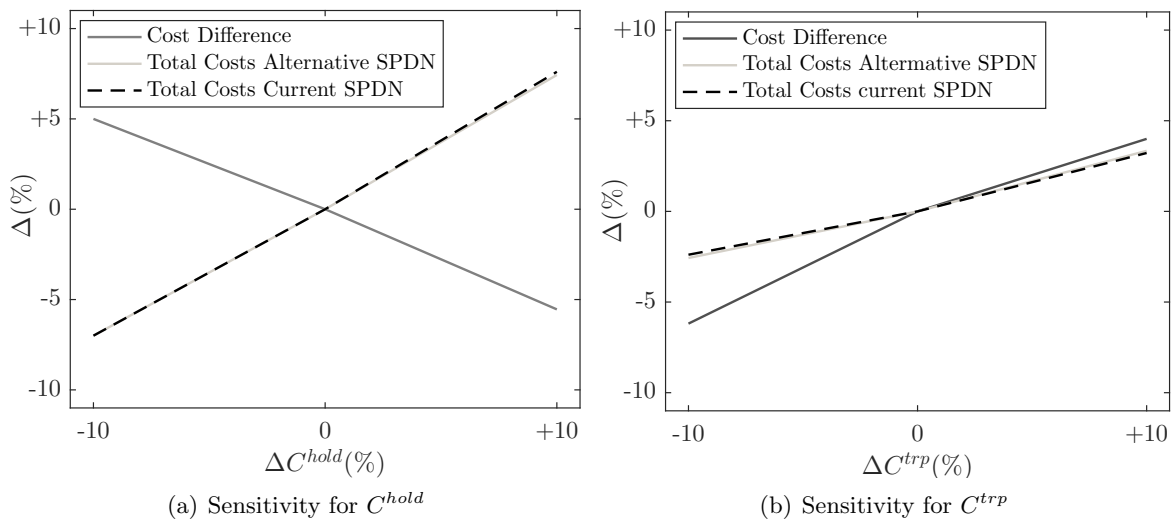 +10
+5
0
-5
-10
Δ(%)
Cost Difference
Total Costs Alternative SPDN
Total Costs Current SPDN
-10
0
+10
ΔC^hold(%)
(a) Sensitivity for C^hold
+10
+5
0
-5
-10
Δ(%)
Cost Difference
Total Costs Altermative SPDN
Total Costs current SPDN
-10
0
+10
ΔC^trp(%)
(b) Sensitivity for C^trp